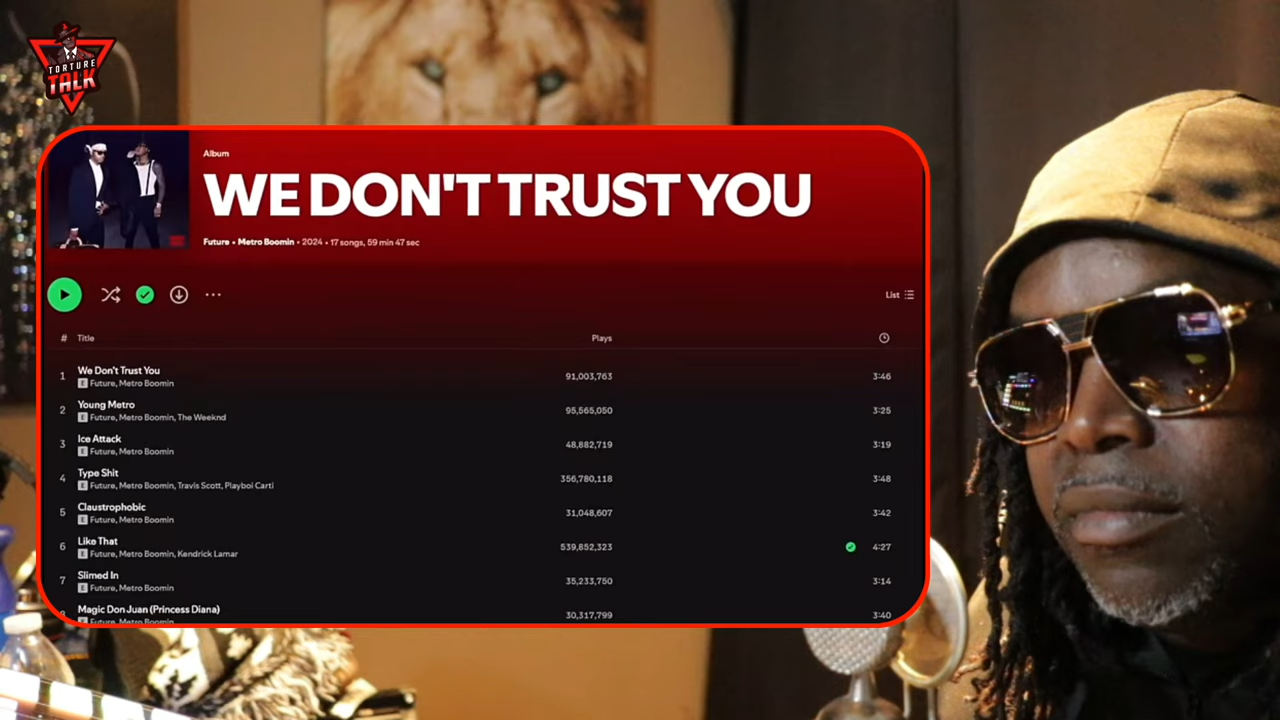 TORTURE
TALK
Album
WE DON'T TRUST YOU
Future • Metro Boomin • 2024 • 17 songs, 59 min 47 sec
List
# Title Plays
1 We Don't Trust You 91,003,763 3:46
E Future, Metro Boomin
2 Young Metro 95,565,050 3:25
E Future, Metro Boomin, The Weeknd
3 Ice Attack 48,882,719 3:19
E Future, Metro Boomin
4 Type Shit 356,780,118 3:48
E Future, Metro Boomin, Travis Scott, Playboi Carti
5 Claustrophobic 31,048,607 3:42
E Future, Metro Boomin
6 Like That 539,852,323 4:27
E Future, Metro Boomin, Kendrick Lamar
7 Slimed In 35,233,750 3:14
E Future, Metro Boomin
8 Magic Don Juan (Princess Diana) 30,317,799 3:40
E Future, Metro Boomin